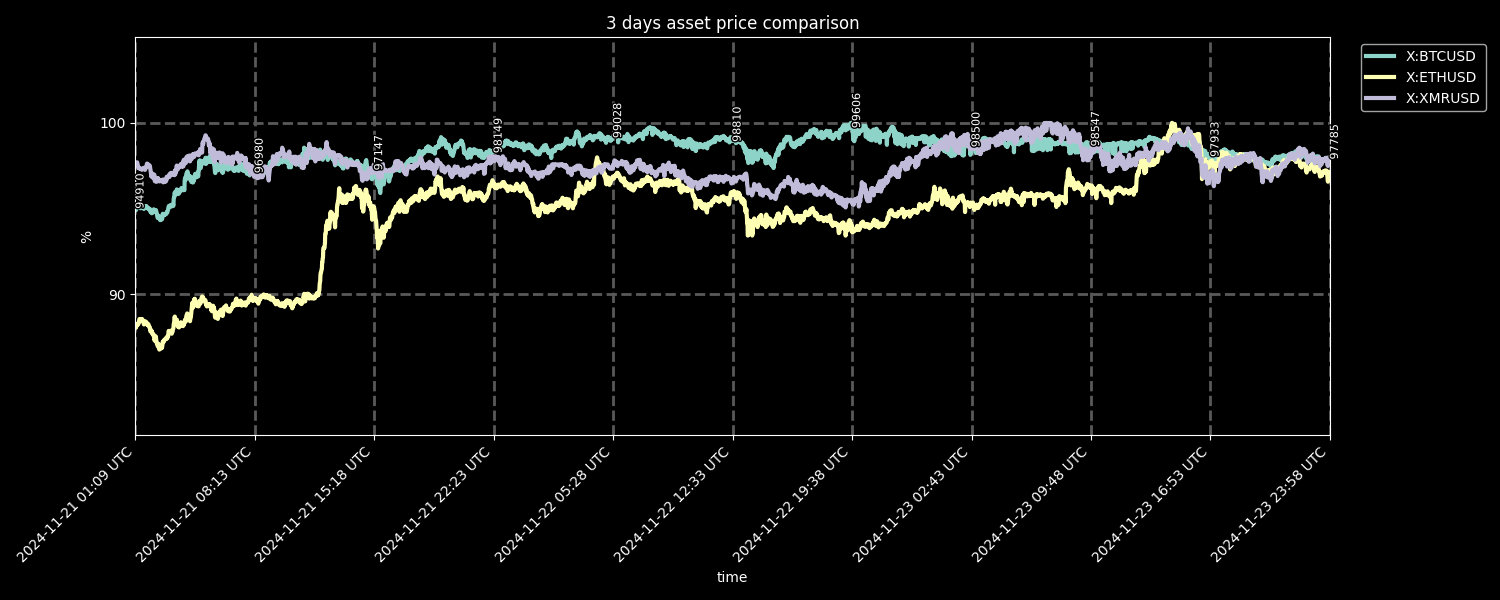 3 days asset price comparison
X:BTCUSD
X:ETHUSD
X:XMRUSD
100
90
%
94910
96980
97147
98149
99028
98810
99606
98500
98547
97933
97785
2024-11-21 01:09 UTC
2024-11-21 08:13 UTC
2024-11-21 15:18 UTC
2024-11-21 22:23 UTC
2024-11-22 05:28 UTC
2024-11-22 12:33 UTC
2024-11-22 19:38 UTC
2024-11-23 02:43 UTC
2024-11-23 09:48 UTC
2024-11-23 16:53 UTC
2024-11-23 23:58 UTC
time